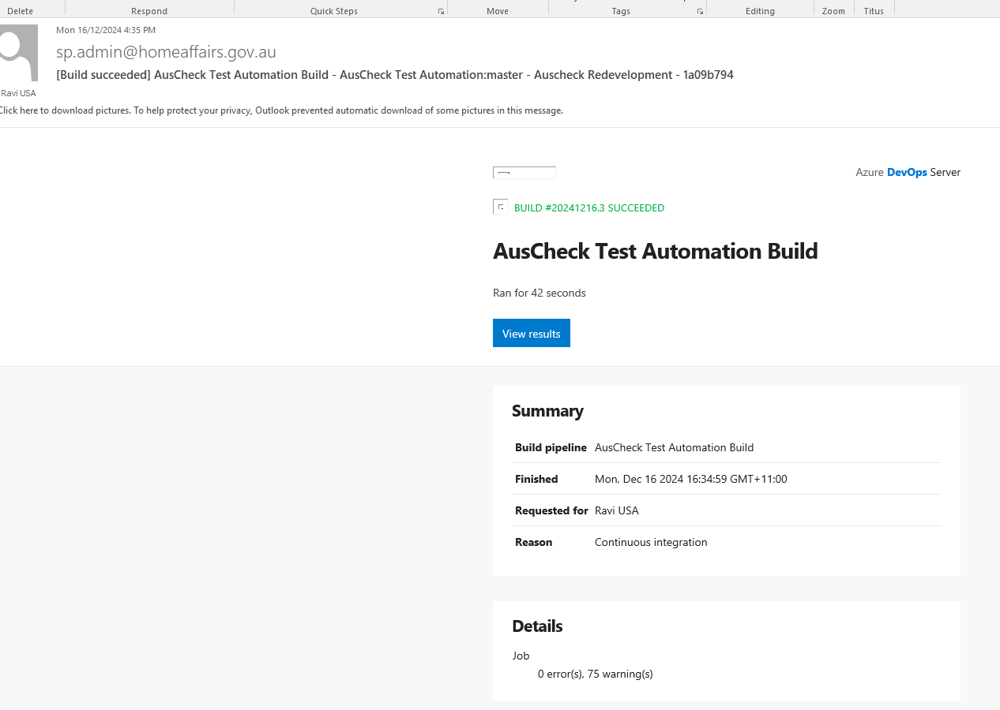 Delete Respond Quick Steps Move Tags Editing Zoom Titus
Mon 16/12/2024 4:35 PM
sp.admin@homeaffairs.gov.au
[Build succeeded] AusCheck Test Automation Build - AusCheck Test Automation:master - Auscheck Redevelopment - 1a09b794
Ravi USA
Click here to download pictures. To help protect your privacy, Outlook prevented automatic download of some pictures in this message.
Azure DevOps Server
BUILD #20241216.3 SUCCEEDED
AusCheck Test Automation Build
Ran for 42 seconds
View results
Summary
Build pipeline AusCheck Test Automation Build
Finished Mon, Dec 16 2024 16:34:59 GMT+11:00
Requested for Ravi USA
Reason Continuous integration
Details
Job
0 error(s), 75 warning(s)